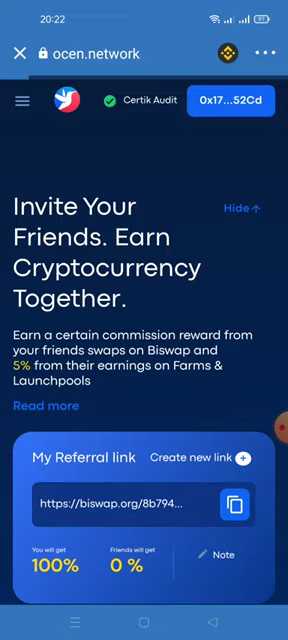 20:22
97
ocen.network
Certik Audit
0x17...52Cd
Invite Your
Friends. Earn
Cryptocurrency
Together.
Hide
Earn a certain commission reward from
your friends swaps on Biswap and
5% from their earnings on Farms &
Launchpools
Read more
My Referral link
Create new link
https://biswap.org/8b794...
You will get
Friends will get
100%
0 %
Note